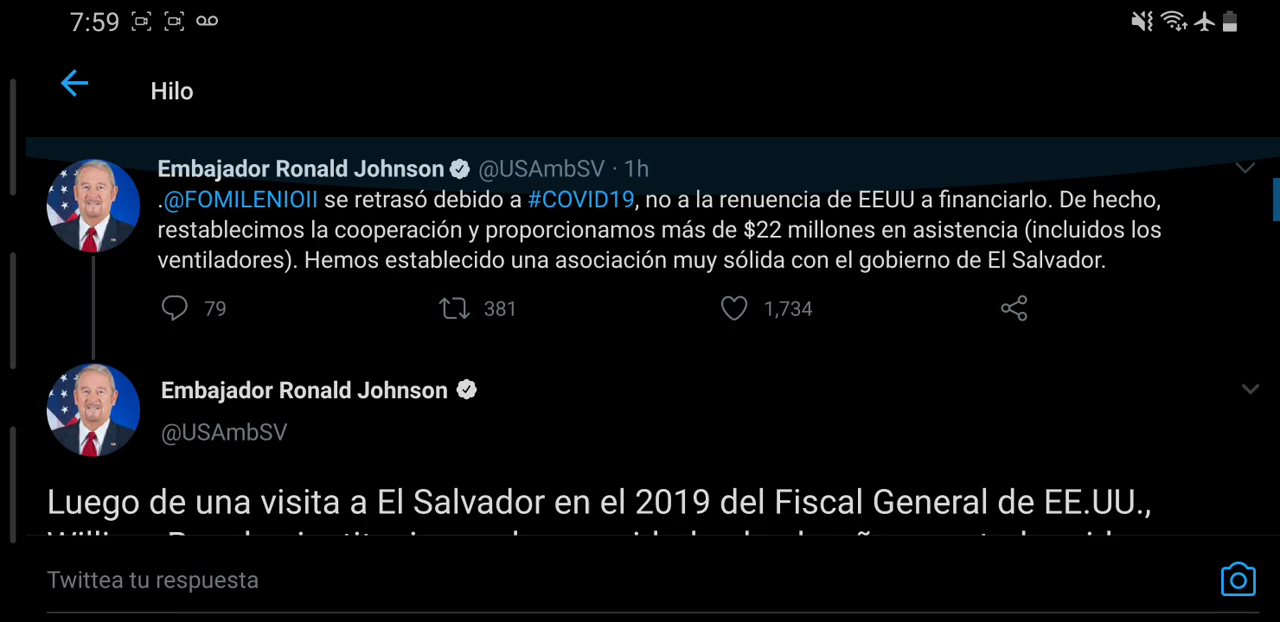 7:59
Hilo
Embajador Ronald Johnson @USAmbSV · 1h
.@FOMILENIOII se retrasó debido a #COVID19, no a la renuencia de EEUU a financiarlo. De hecho,
restablecimos la cooperación y proporcionamos más de $22 millones en asistencia (incluidos los
ventiladores). Hemos establecido una asociación muy sólida con el gobierno de El Salvador.
79 381 1,734
Embajador Ronald Johnson
@USAmbSV
Luego de una visita a El Salvador en el 2019 del Fiscal General de EE.UU.,
Twittea tu respuesta